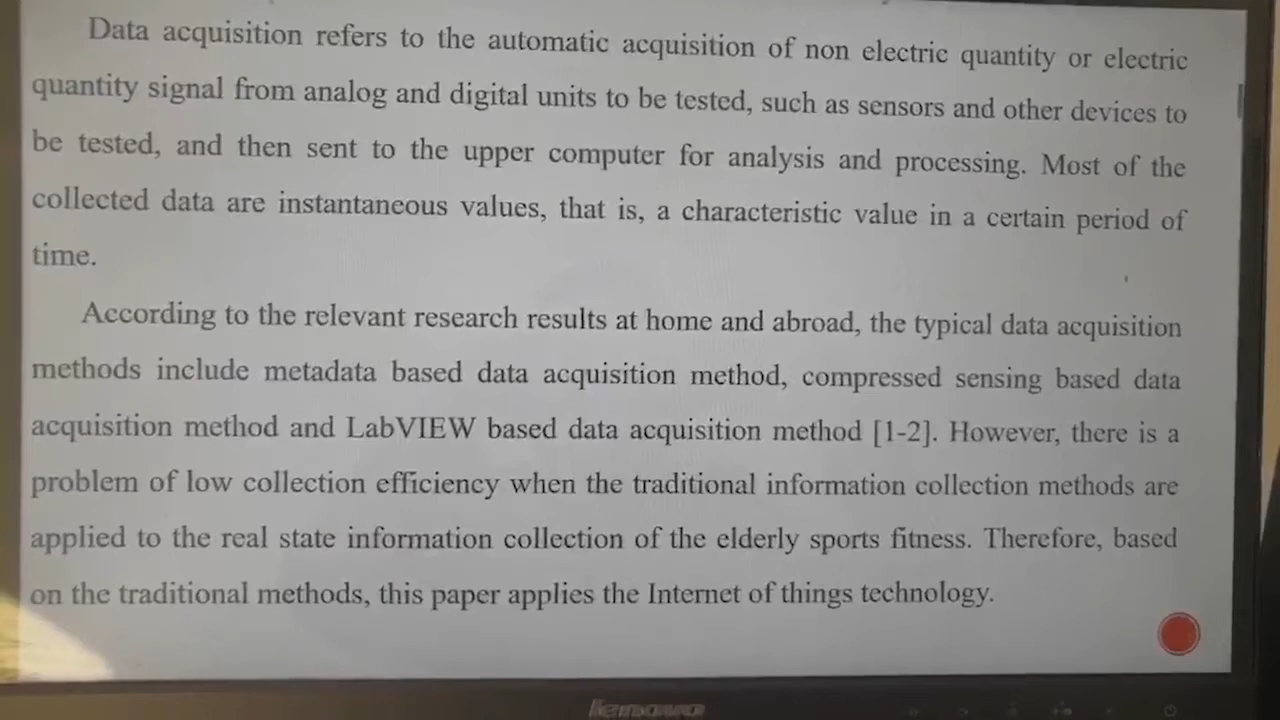 Data acquisition refers to the automatic acquisition of non electric quantity or electric
quantity signal from analog and digital units to be tested, such as sensors and other devices to
be tested, and then sent to the upper computer for analysis and processing. Most of the
collected data are instantaneous values, that is, a characteristic value in a certain period of
time.
According to the relevant research results at home and abroad, the typical data acquisition
methods include metadata based data acquisition method, compressed sensing based data
acquisition method and LabVIEW based data acquisition method [1-2]. However, there is a
problem of low collection efficiency when the traditional information collection methods are
applied to the real state information collection of the elderly sports fitness. Therefore, based
on the traditional methods, this paper applies the Internet of things technology.
lenovo